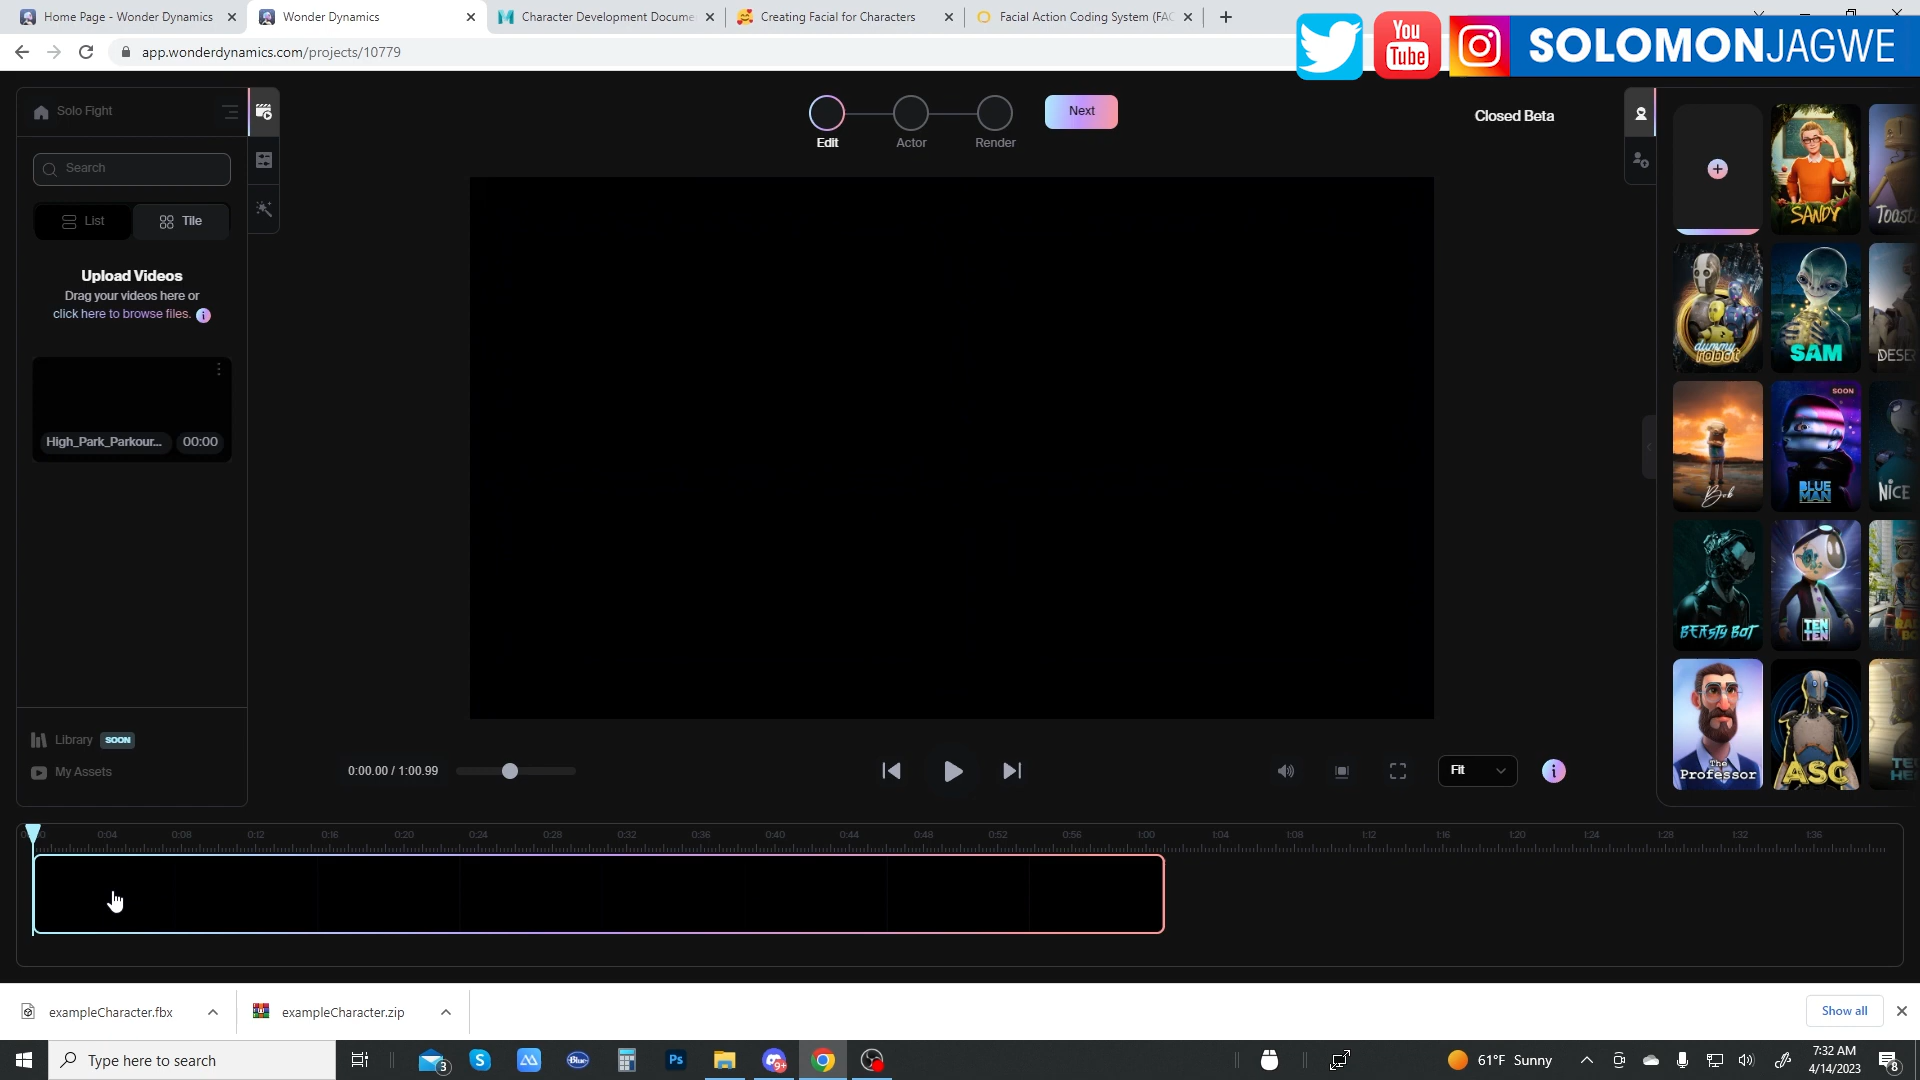 Home Page - Wonder Dynamics
Wonder Dynamics
Character Development Docume
Creating Facial for Characters
Facial Action Coding System (FAC
app.wonderdynamics.com/projects/10779
You
Tube
SOLOMONJAGWE
Solo Fight
Search
List
Tile
Upload Videos
Drag your videos here or
click here to browse files.
High_Park_Parkour...
00:00
Library
SOON
My Assets
Edit
Actor
Render
Next
Closed Beta
SANDY
Toast
dummy
robot
SAM
DESER
Bob
SOON
BLUE
MAN
NICE
BEASTY BOT
TEN
TEN
The
Professor
ASC
0:00.00 / 1:00.99
Fit
0:04
0:08
0:12
0:16
0:20
0:24
0:28
0:32
0:36
0:40
0:44
0:48
0:52
0:56
1:00
1:04
1:08
1:12
1:16
1:20
1:24
1:28
1:32
1:36
exampleCharacter.fbx
exampleCharacter.zip
Show all
Type here to search
3
Blue
Ps
9+
61°F Sunny
7:32 AM
4/14/2023
8